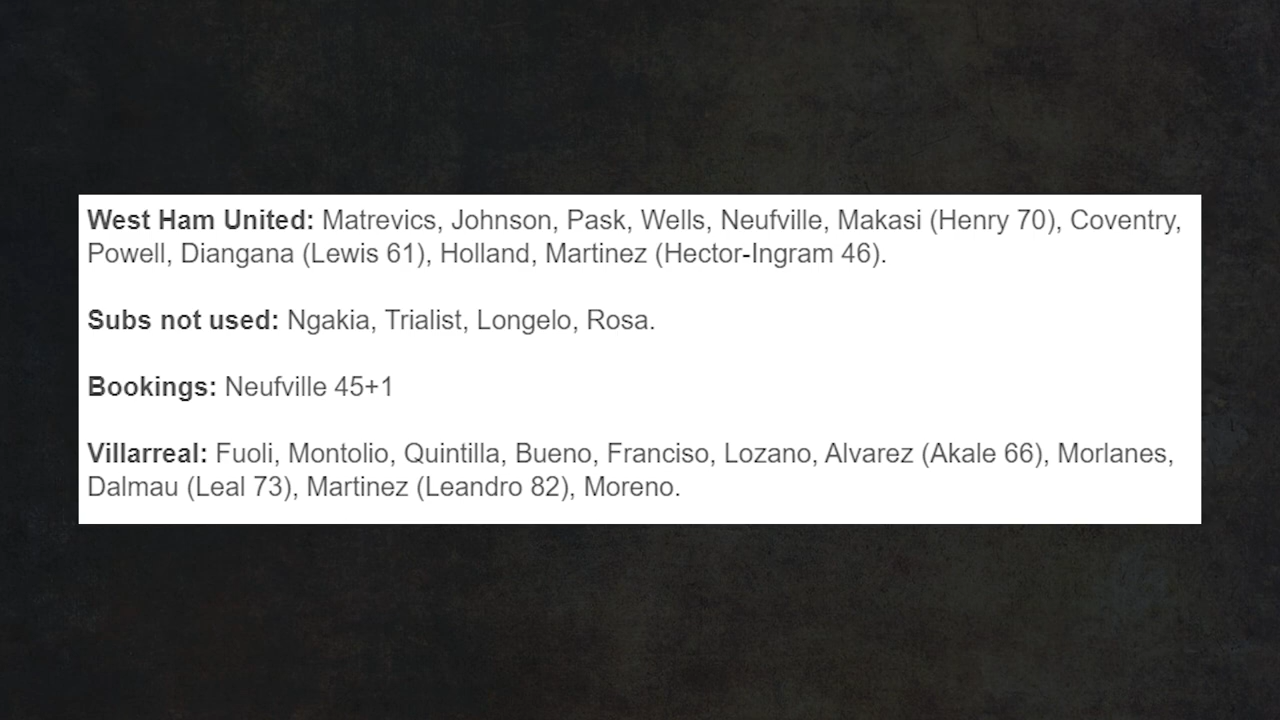 West Ham United: Matrevics, Johnson, Pask, Wells, Neufville, Makasi (Henry 70), Coventry,
Powell, Diangana (Lewis 61), Holland, Martinez (Hector-Ingram 46).
Subs not used: Ngakia, Trialist, Longelo, Rosa.
Bookings: Neufville 45+1
Villarreal: Fuoli, Montolio, Quintilla, Bueno, Franciso, Lozano, Alvarez (Akale 66), Morlanes,
Dalmau (Leal 73), Martinez (Leandro 82), Moreno.